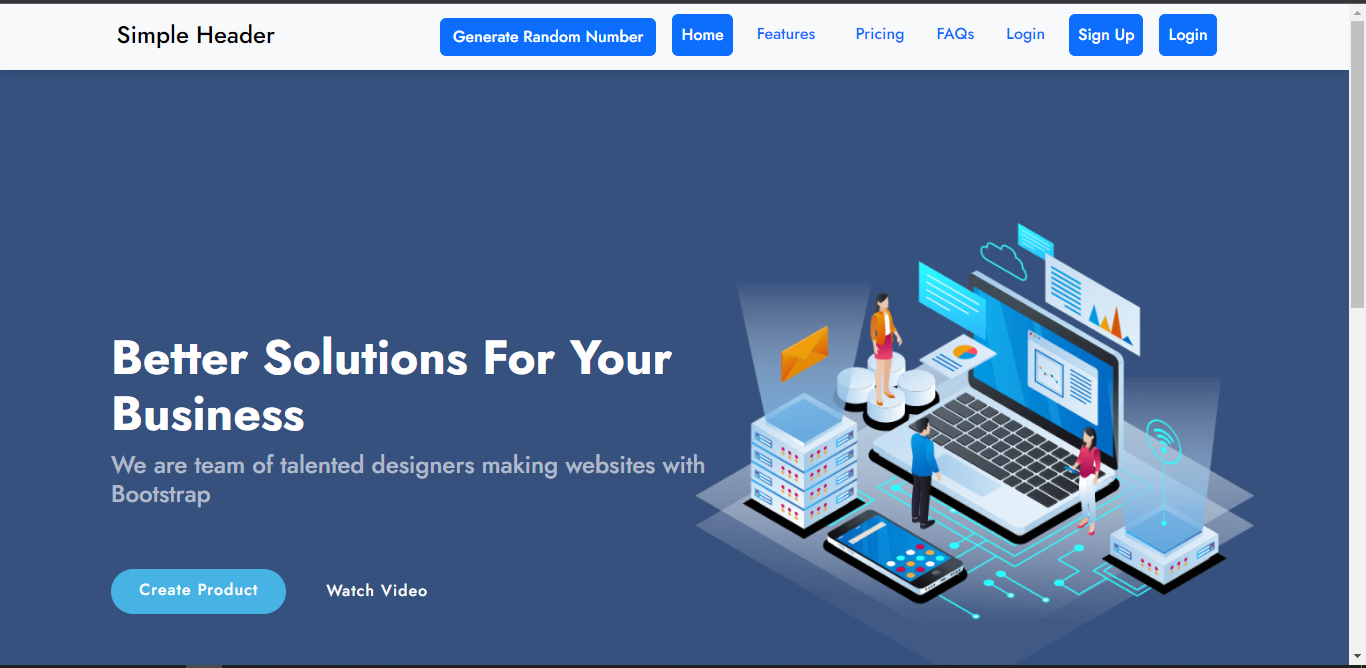 Simple Header
Generate Random Number
Home
Features
Pricing
FAQs
Login
Sign Up
Login
Better Solutions For Your
Business
We are team of talented designers making websites with
Bootstrap
Create Product
Watch Video